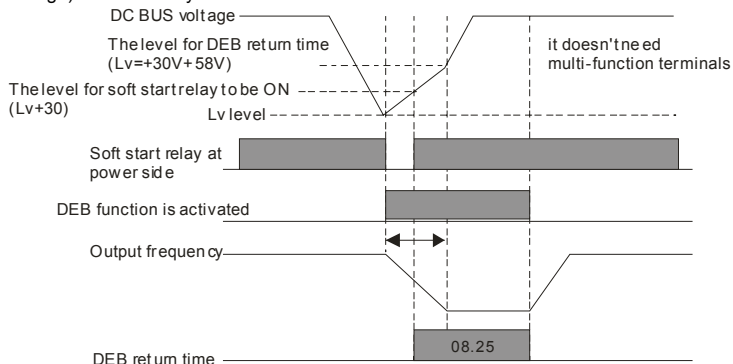 DC BUS voltage
The level for DEB return time
(Lv=+30V+58V)
it doesn't need
multi-function terminals
The level for soft start relay to be ON
(Lv+30)
Lv level
Soft start relay at
power side
DEB function is activated
Output frequency
08.25
DEB return time